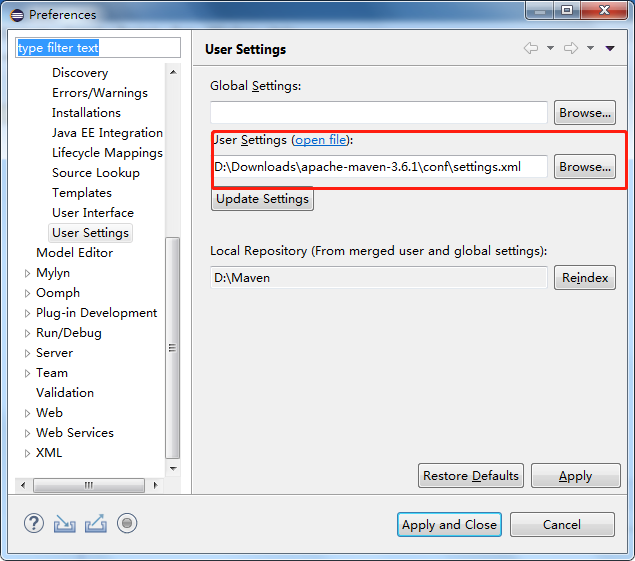 Preferences
type filter text
Discovery
Errors/Warnings
Installations
Java EE Integration
Lifecycle Mappings
Source Lookup
Templates
User Interface
User Settings
Model Editor
Mylyn
Oomph
Plug-in Development
Run/Debug
Server
Team
Validation
Web
Web Services
XML
User Settings
Global Settings:
Browse...
User Settings (open file):
D:\Downloads\apache-maven-3.6.1\conf\settings.xml
Browse...
Update Settings
Local Repository (From merged user and global settings):
D:\Maven
Reindex
Restore Defaults
Apply
Apply and Close
Cancel